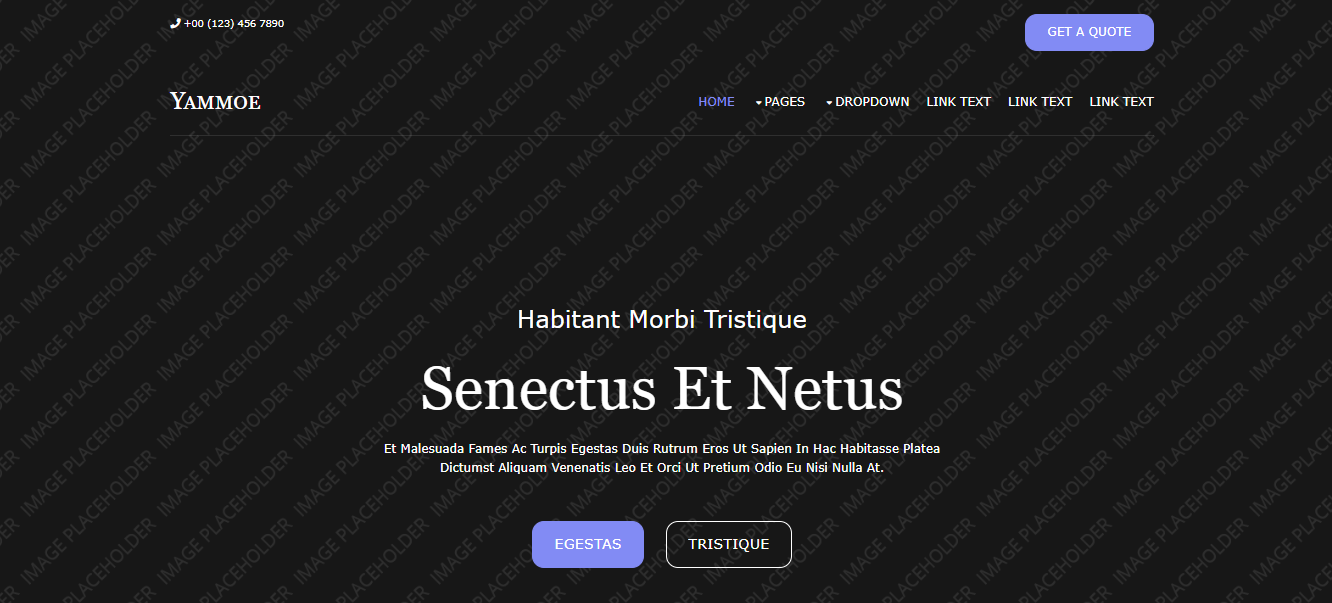 +00 (123) 456 7890
GET A QUOTE
YAMMOE
HOME PAGES DROPDOWN LINK TEXT LINK TEXT LINK TEXT
Habitant Morbi Tristique
Senectus Et Netus
Et Malesuada Fames Ac Turpis Egestas Duis Rutrum Eros Ut Sapien In Hac Habitasse Platea
Dictumst Aliquam Venenatis Leo Et Orci Ut Pretium Odio Eu Nisi Nulla At.
EGESTAS TRISTIQUE
IMAGE PLACEHOLDER